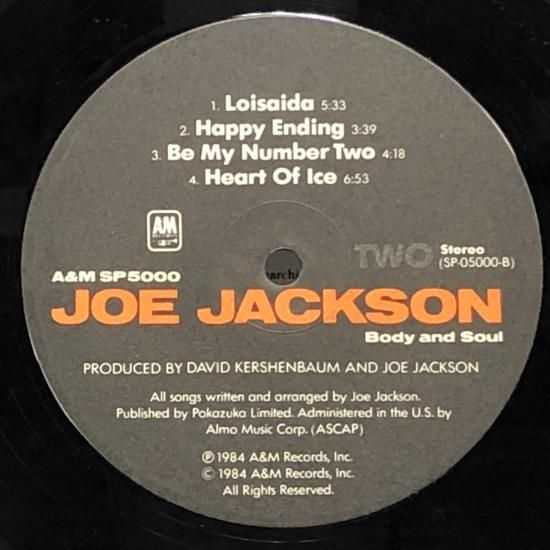 1. Loisaida 5:33
2. Happy Ending 3:39
3. Be My Number Two 4:18
4. Heart Of Ice 6:53
AM
RECORDS
TWO Stereo
(SP-05000-B)
A&M SP 5000
JOE JACKSON
Body and Soul
PRODUCED BY DAVID KERSHENBAUM AND JOE JACKSON
All songs written and arranged by Joe Jackson.
Published by Pokazuka Limited. Administered in the U.S. by
Almo Music Corp. (ASCAP)
℗ 1984 A&M Records, Inc.
© 1984 A&M Records, Inc.
All Rights Reserved.